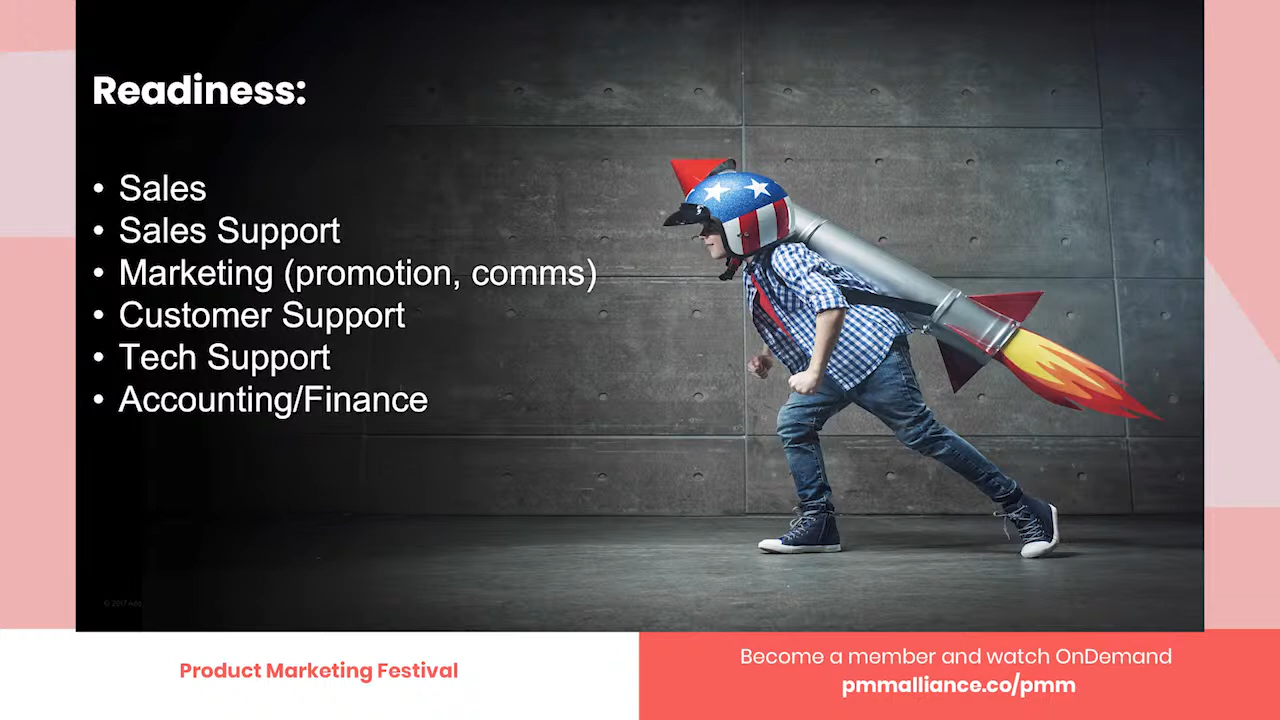 Readiness:
• Sales
• Sales Support
• Marketing (promotion, comms)
• Customer Support
• Tech Support
• Accounting/Finance
© 2017
Product Marketing Festival
Become a member and watch OnDemand
pmmalliance.co/pmm